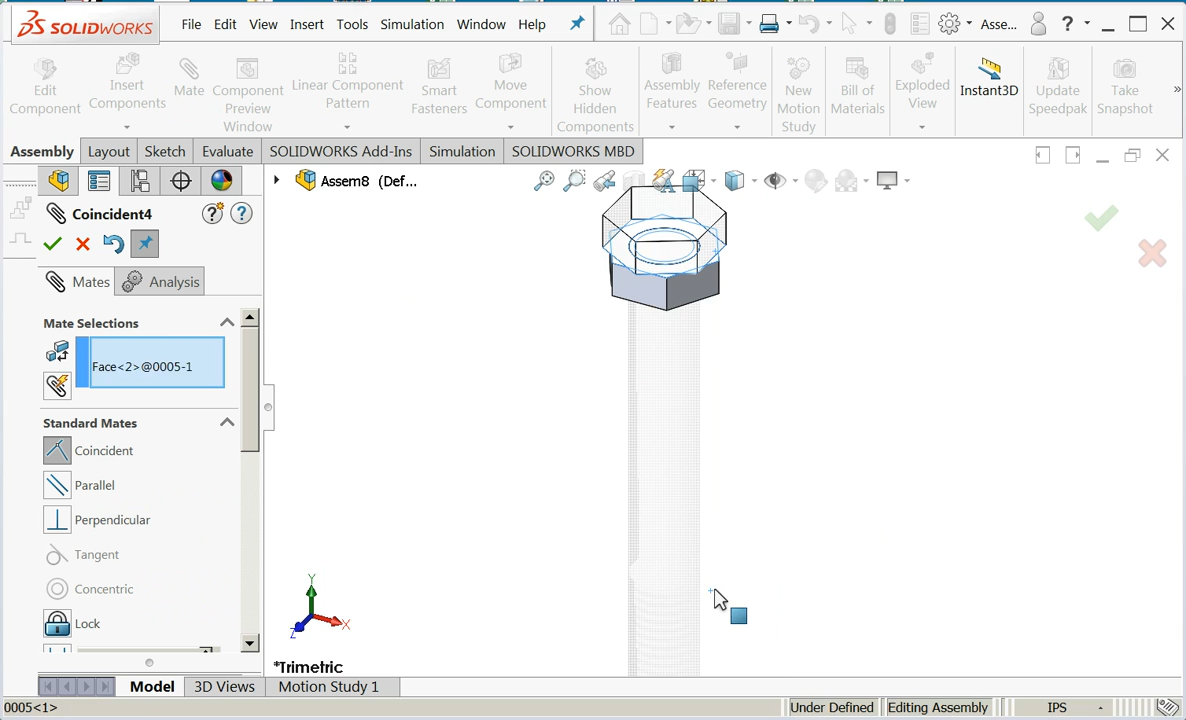 SOLIDWORKS File Edit View Insert Tools Simulation Window Help Asse... ?
Edit Component
Insert Components
Mate
Component Preview Window
Linear Component Pattern
Smart Fasteners
Move Component
Show Hidden Components
Assembly Features
Reference Geometry
New Motion Study
Bill of Materials
Exploded View
Instant3D
Update Speedpak
Take Snapshot
»
Assembly Layout Sketch Evaluate SOLIDWORKS Add-Ins Simulation SOLIDWORKS MBD
Assem8 (Def...
Coincident4
Mates Analysis
Mate Selections
Face<2>@0005-1
Standard Mates
Coincident
Parallel
Perpendicular
Tangent
Concentric
Lock
Y
X
Z
*Trimetric
Model 3D Views Motion Study 1
0005<1> Under Defined Editing Assembly IPS